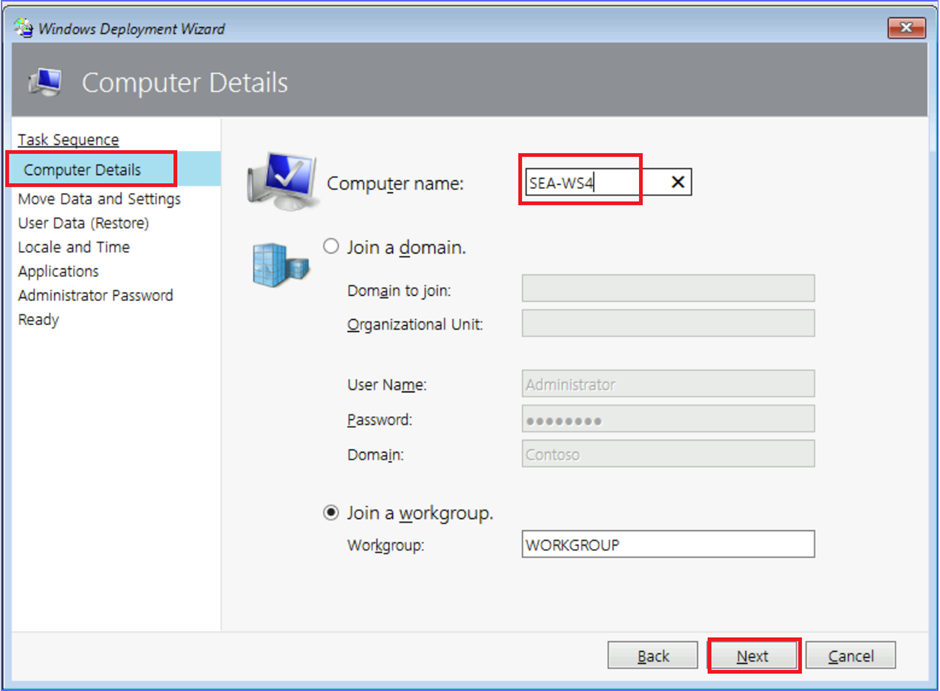 Windows Deployment Wizard
Computer Details
Task Sequence
Computer Details
Move Data and Settings
User Data (Restore)
Locale and Time
Applications
Administrator Password
Ready
Computer name: SEA-WS4
Join a domain.
Domain to join:
Organizational Unit:
User Name: Administrator
Password: ●●●●●●●●
Domain: Contoso
Join a workgroup.
Workgroup: WORKGROUP
Back Next Cancel